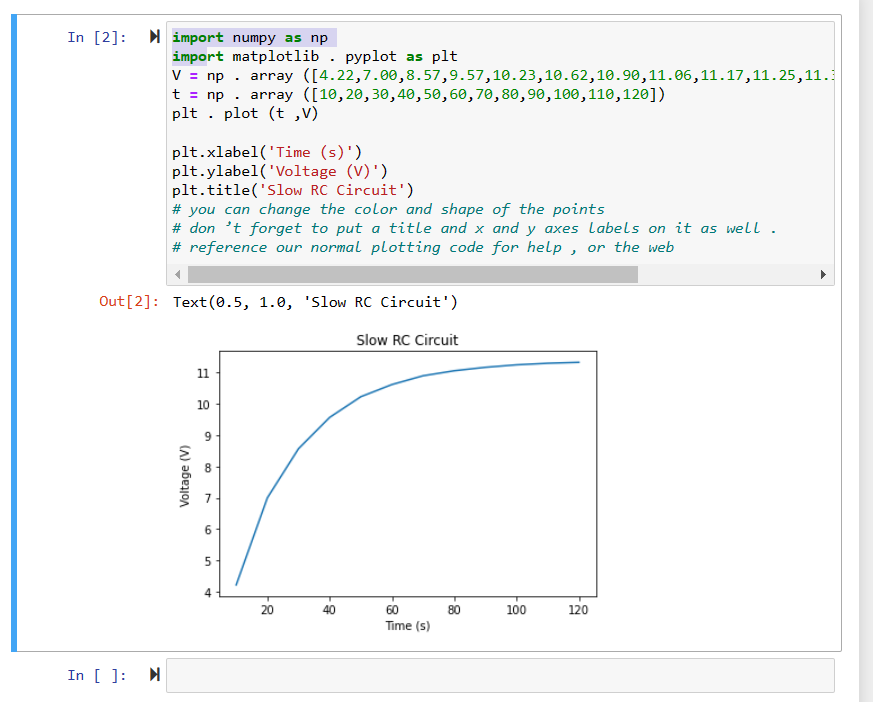 In [2]:
import numpy as np
import matplotlib . pyplot as plt
V = np . array ([4.22,7.00,8.57,9.57,10.23,10.62,10.90,11.06,11.17,11.25,11.
t = np . array ([10,20,30,40,50,60,70,80,90,100,110,120])
plt . plot (t ,V)
plt.xlabel('Time (s)')
plt.ylabel('Voltage (V)')
plt.title('Slow RC Circuit')
# you can change the color and shape of the points
# don ’t forget to put a title and x and y axes labels on it as well .
# reference our normal plotting code for help , or the web
Out[2]: Text(0.5, 1.0, 'Slow RC Circuit')
Slow RC Circuit
11
10
9
8
7
6
5
4
Voltage (V)
20 40 60 80 100 120
Time (s)
In [ ]: